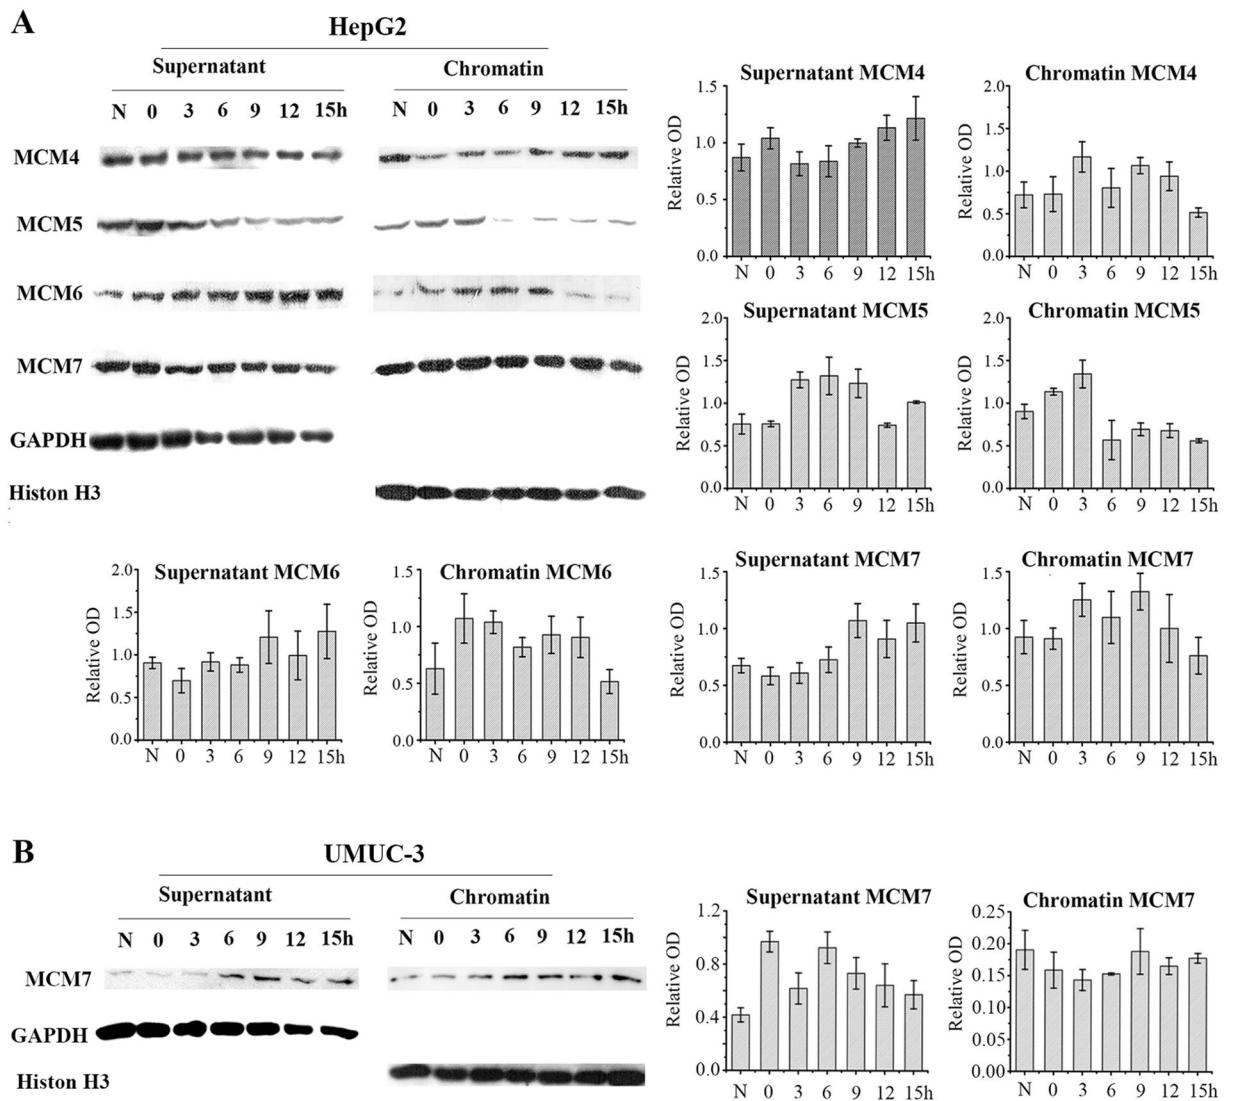 A
HepG2
Supernatant
Chromatin
N 0 3 6 9 12 15h
N 0 3 6 9 12 15h
MCM4
MCM5
MCM6
MCM7
GAPDH
Histon H3
Supernatant MCM4
Relative OD
1.5
1.0
0.5
0.0
N 0 3 6 9 12 15h
Chromatin MCM4
Relative OD
2.0
1.5
1.0
0.5
0.0
N 0 3 6 9 12 15h
Supernatant MCM5
Relative OD
2.0
1.5
1.0
0.5
0.0
N 0 3 6 9 12 15h
Chromatin MCM5
Relative OD
2.0
1.5
1.0
0.5
0.0
N 0 3 6 9 12 15h
Supernatant MCM6
Relative OD
2.0
1.5
1.0
0.5
0.0
N 0 3 6 9 12 15h
Chromatin MCM6
Relative OD
1.5
1.0
0.5
0.0
N 0 3 6 9 12 15h
Supernatant MCM7
Relative OD
1.5
1.0
0.5
0.0
N 0 3 6 9 12 15h
Chromatin MCM7
Relative OD
1.5
1.0
0.5
0.0
N 0 3 6 9 12 15h
B
UMUC-3
Supernatant
Chromatin
N 0 3 6 9 12 15h
N 0 3 6 9 12 15h
MCM7
GAPDH
Histon H3
Supernatant MCM7
Relative OD
1.2
0.8
0.4
0.0
N 0 3 6 9 12 15h
Chromatin MCM7
Relative OD
0.25
0.20
0.15
0.10
0.05
0.00
N 0 3 6 9 12 15h